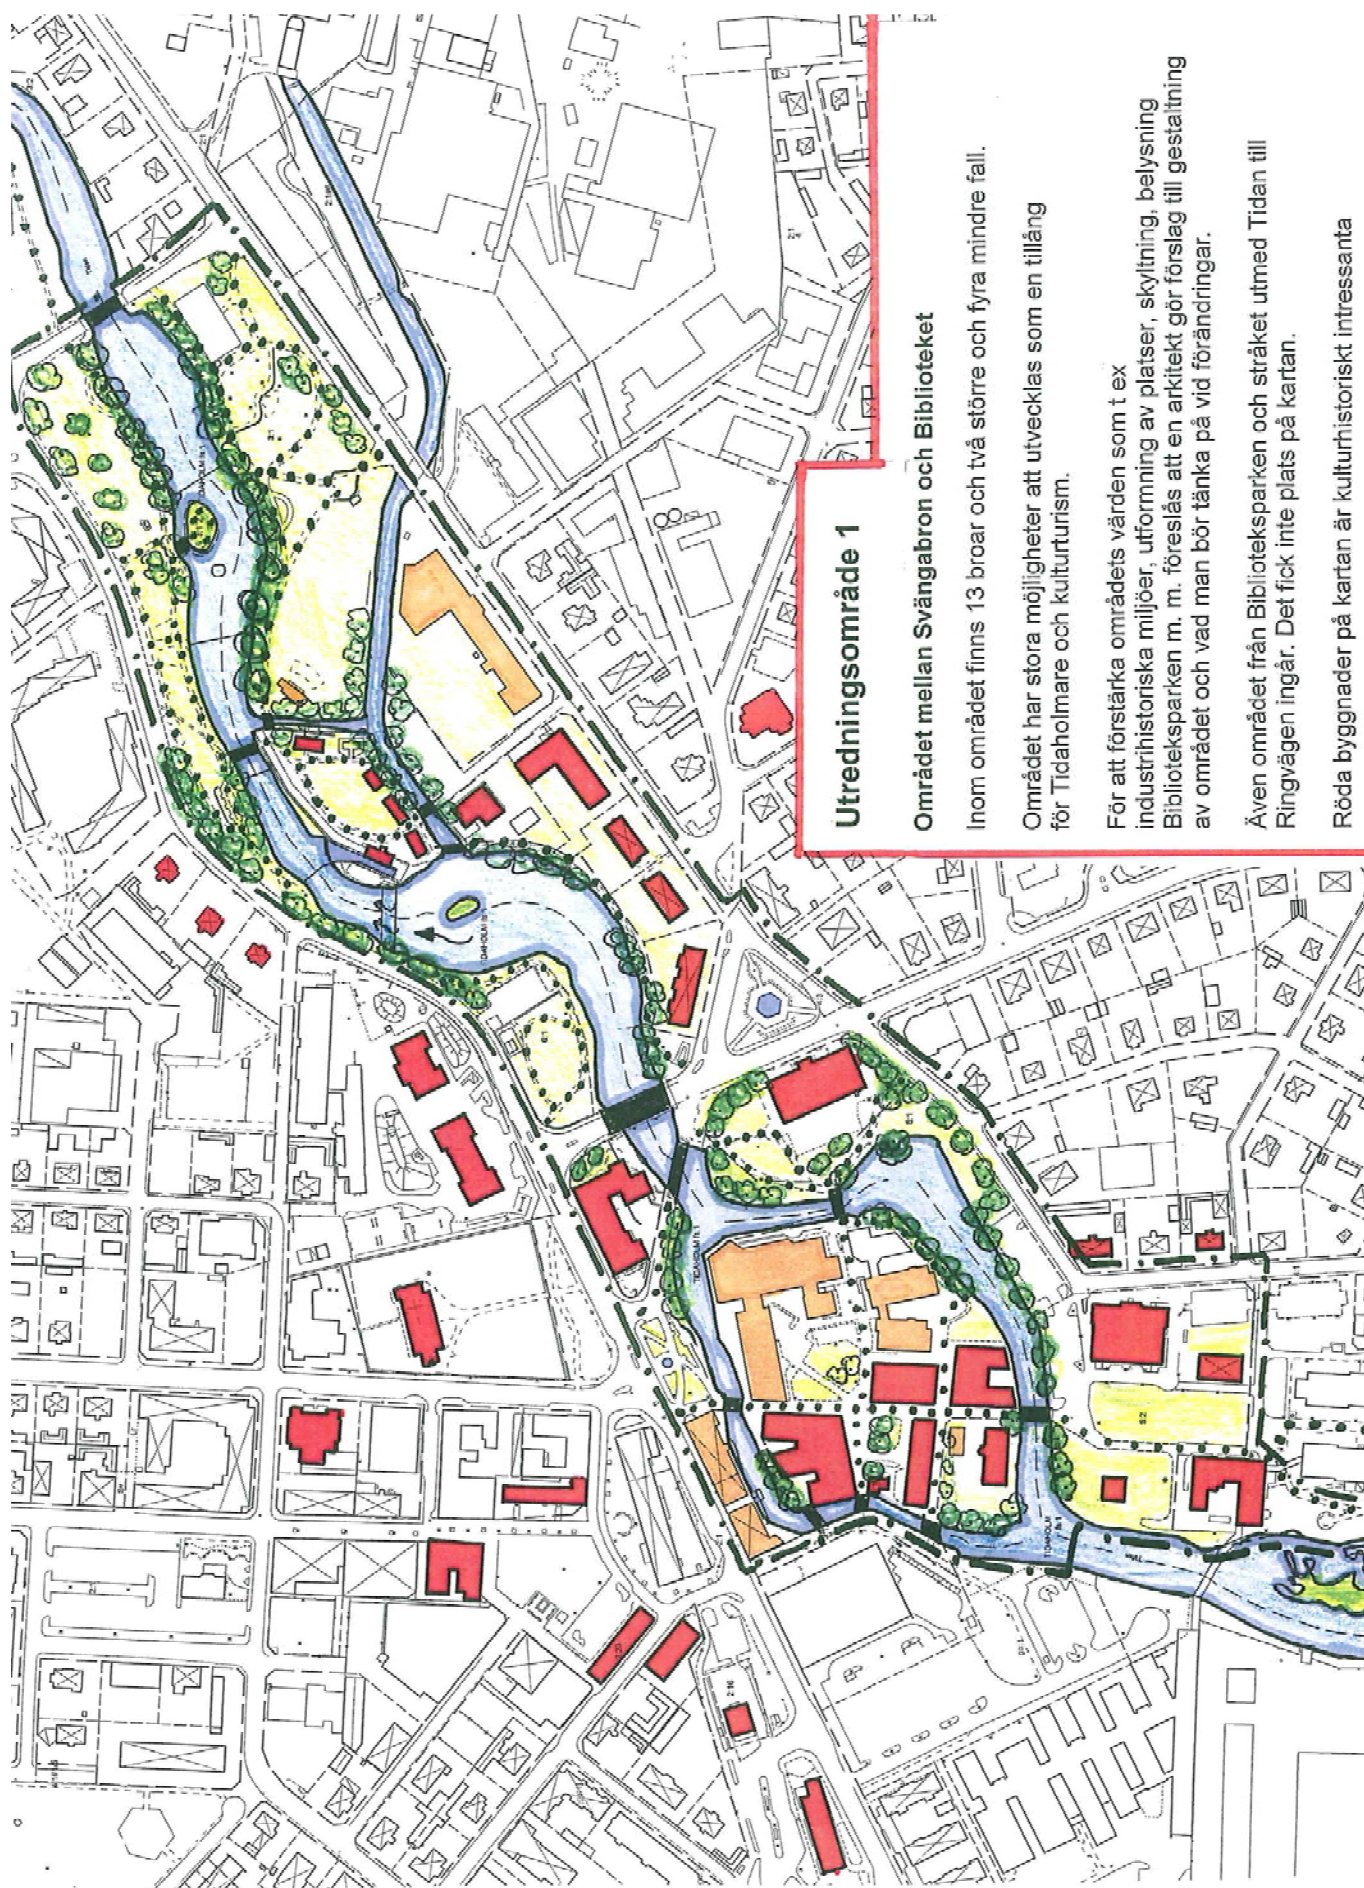 Utredningsområde 1
Området mellan Svängabron och Biblioteket
Inom området finns 13 broar och två större och fyra mindre fall.
Området har stora möjligheter att utvecklas som en tillång
för Tidaholmare och kulturturism.
För att förstärka områdets värden som t ex
industrihistoriska miljöer, utformning av platser, skyltning, belysning
Biblioteksparken m. m. föreslås att en arkitekt gör förslag till gestaltning
av området och vad man bör tänka på vid förändringar.
Även området från Biblioteksparken och stråket utmed Tidan till
Ringvägen ingår. Det fick inte plats på kartan.
Röda byggnader på kartan är kulturhistoriskt intressanta